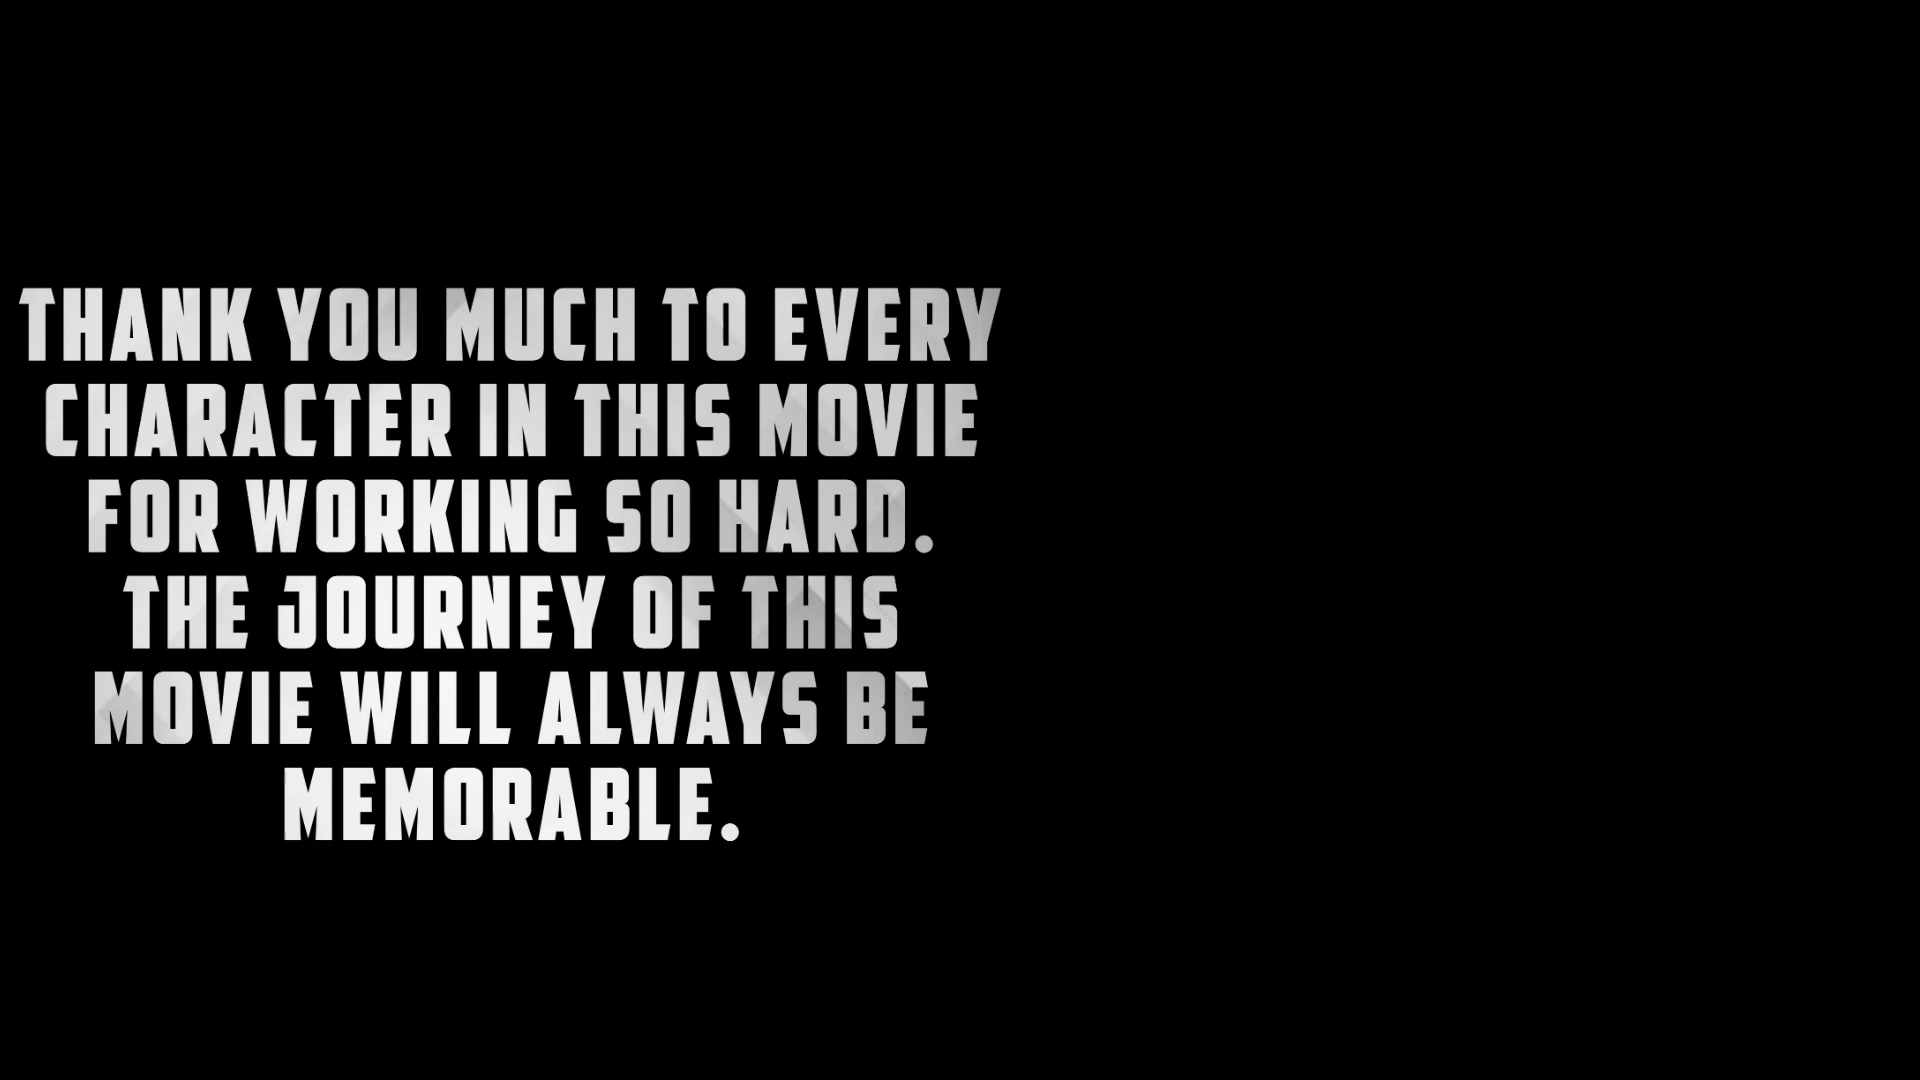 THANK YOU MUCH TO EVERY
CHARACTER IN THIS MOVIE
FOR WORKING SO HARD.
THE JOURNEY OF THIS
MOVIE WILL ALWAYS BE
MEMORABLE.